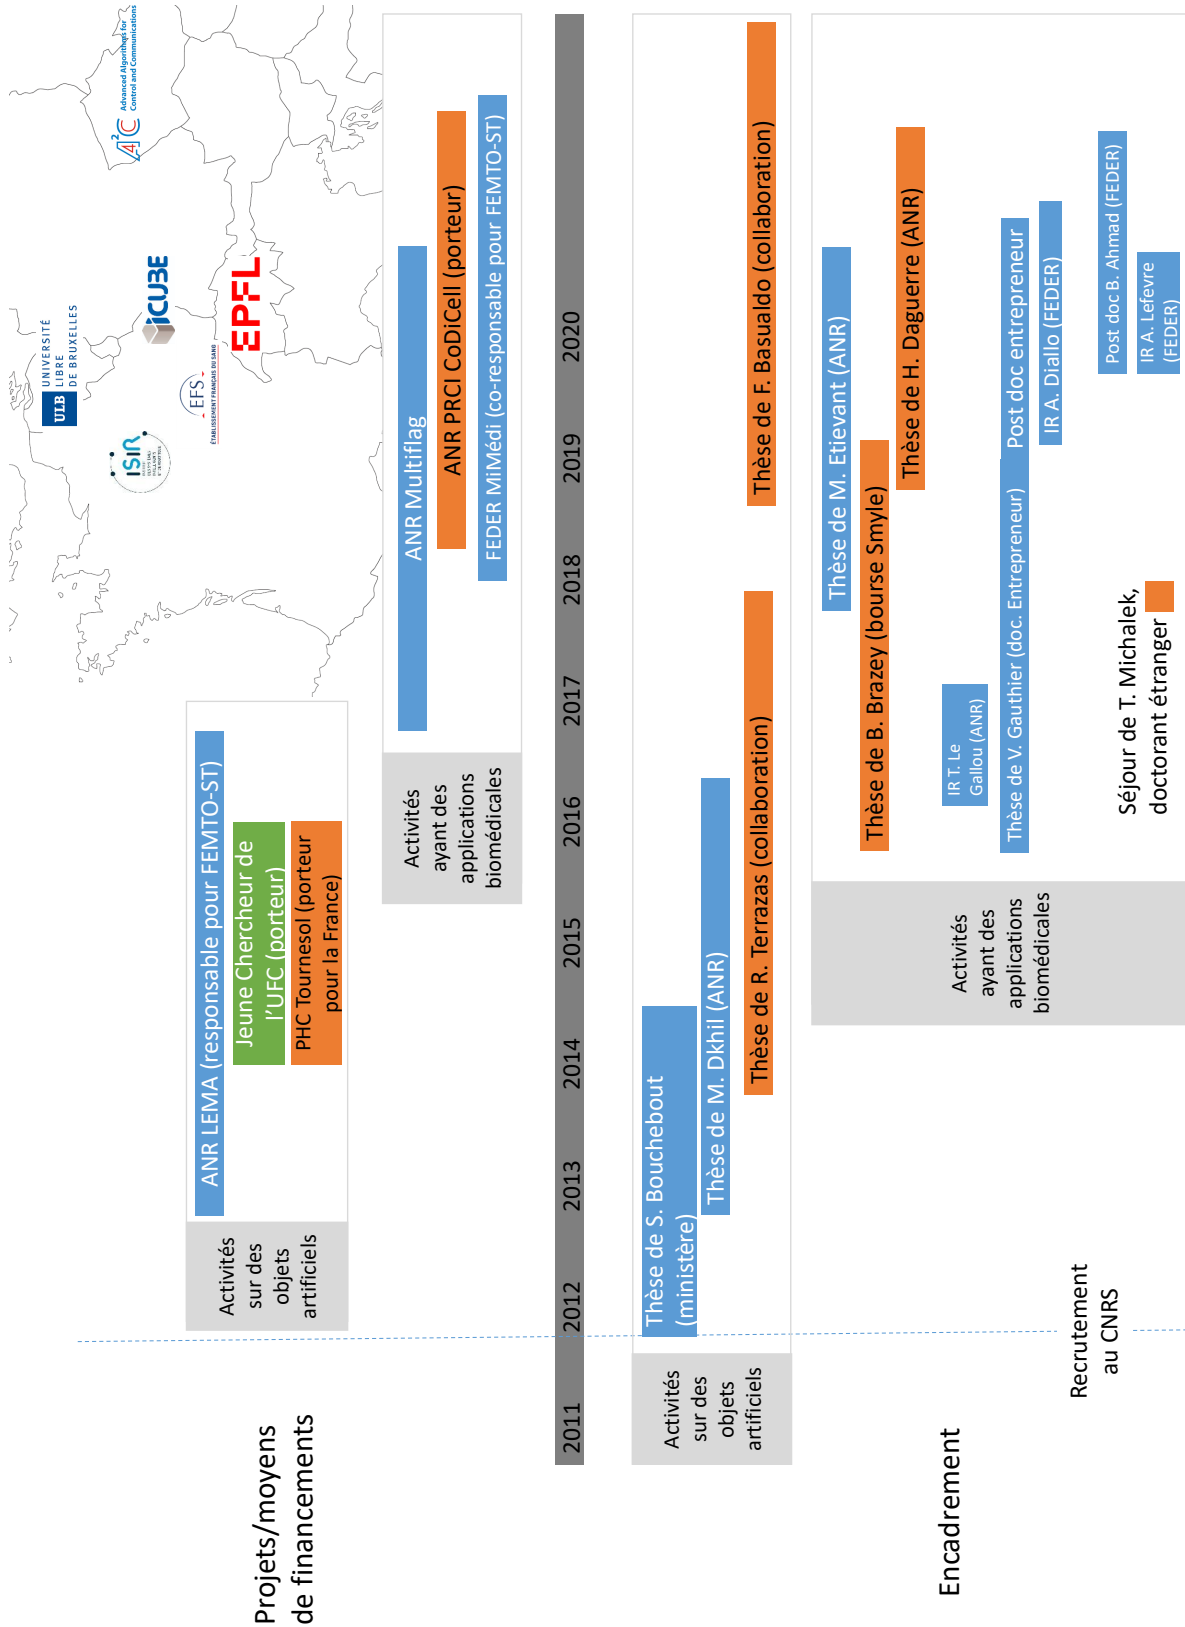 Projets/moyens
de financements
Activités
sur des
objets
artificiels
ANR LEMA (responsable pour FEMTO-ST)
Jeune Chercheur de
l'UFC (porteur)
PHC Tournesol (porteur
pour la France)
Activités
ayant des
applications
biomédicales
ANR Multiflag
ANR PRCI CoDiCell (porteur)
FEDER MiMédi (co-responsable pour FEMTO-ST)
ULB
UNIVERSITÉ
LIBRE
DE BRUXELLES
ISIR
iCUBE
EFS
ÉTABLISSEMENT FRANÇAIS DU SANG
EPFL
A4²C
Advanced Algorithms for
Control and Communications
2011 2012 2013 2014 2015 2016 2017 2018 2019 2020
Encadrement
Activités
sur des
objets
artificiels
Thèse de S. Bouchebout
(ministère)
Thèse de M. Dkhil (ANR)
Thèse de R. Terrazas (collaboration)
Thèse de F. Basualdo (collaboration)
Activités
ayant des
applications
biomédicales
Thèse de M. Etievant (ANR)
Thèse de B. Brazey (bourse Smyle)
Thèse de H. Daguerre (ANR)
IR T. Le
Gallou (ANR)
Thèse de V. Gauthier (doc. Entrepreneur)
Post doc entrepreneur
IR A. Diallo (FEDER)
Post doc B. Ahmad (FEDER)
IR A. Lefevre
(FEDER)
Séjour de T. Michalek,
doctorant étranger
Recrutement
au CNRS